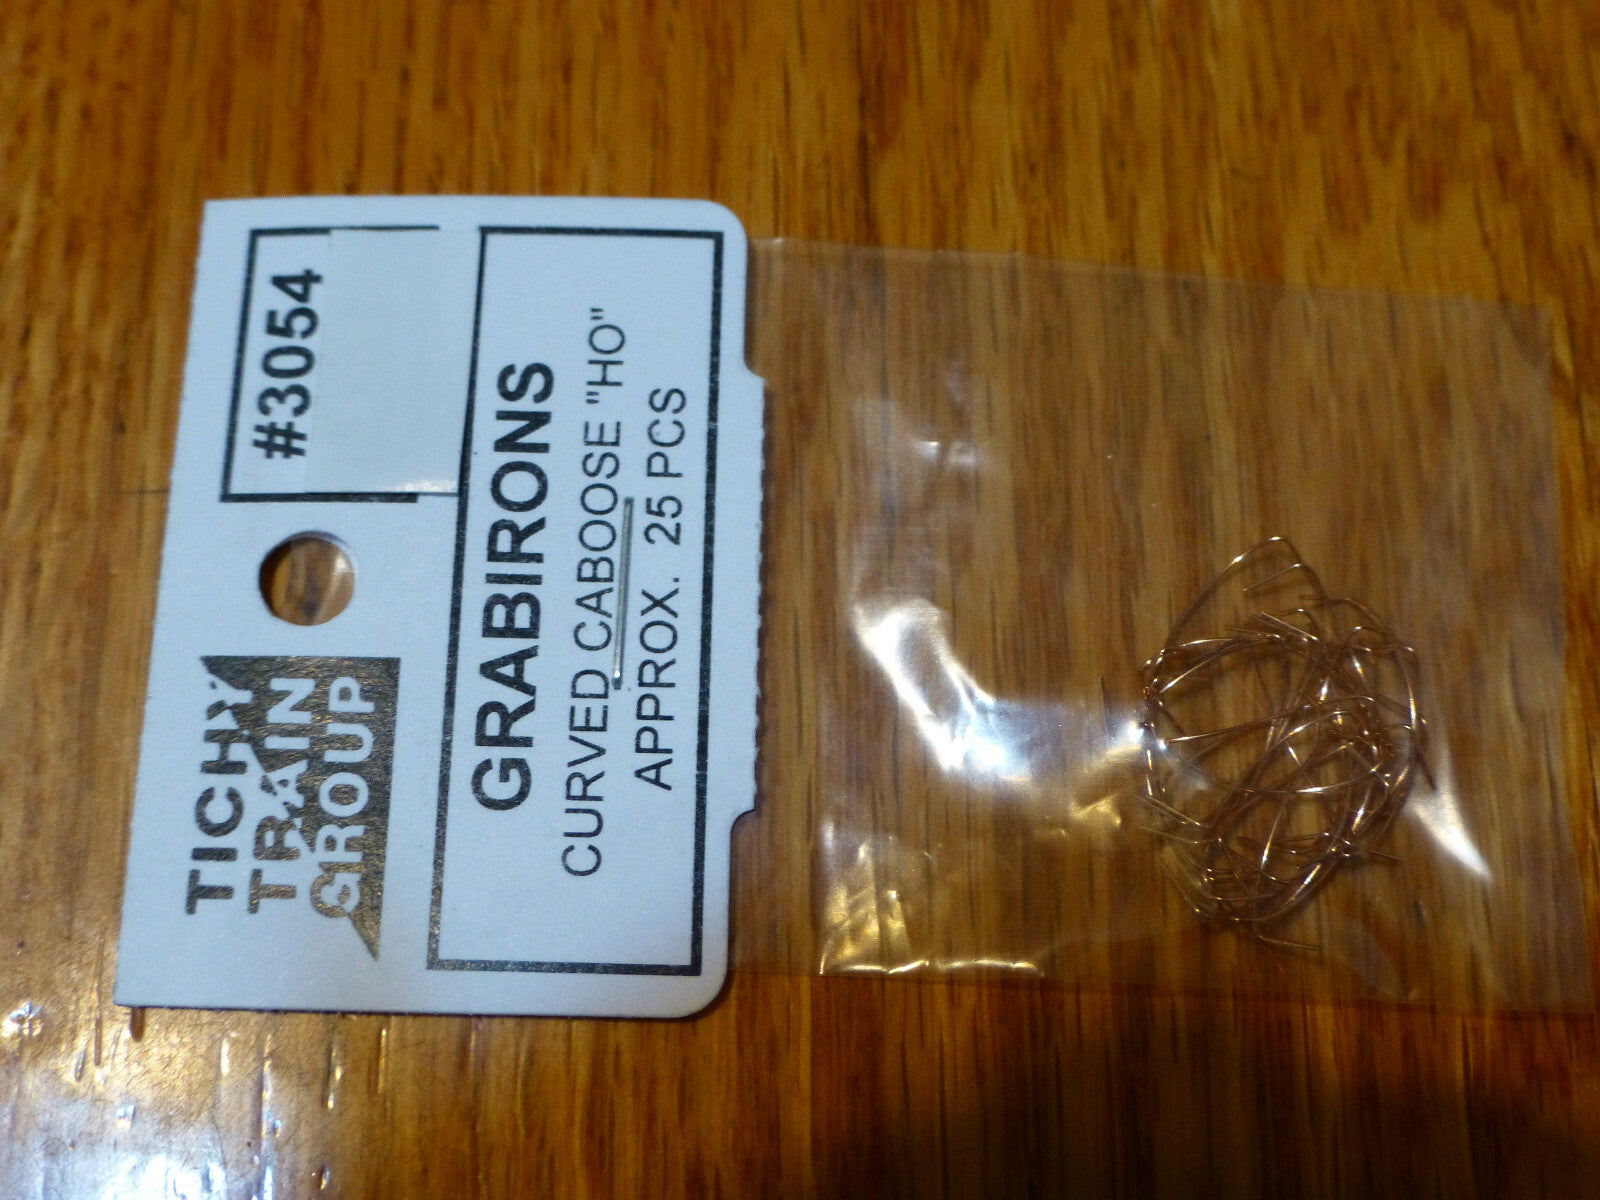 TICHY
TRAIN
GROUP
#3054
GRABIRONS
CURVED CABOOSE "HO"
APPROX. 25 PCS